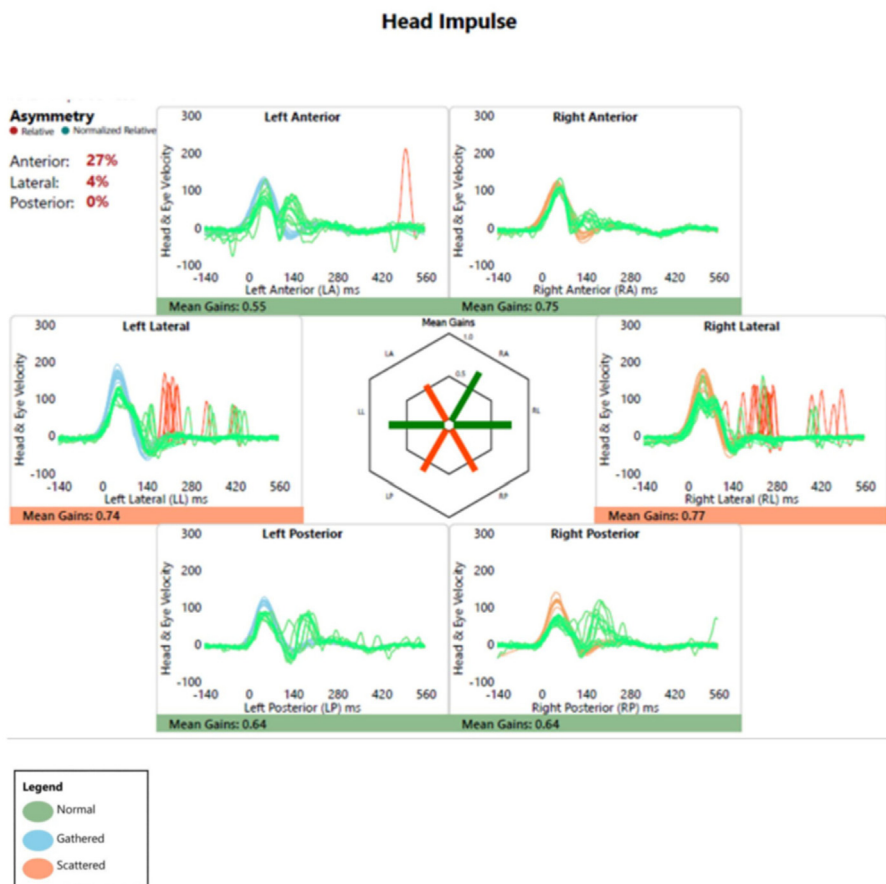 Head Impulse
Asymmetry
Relative Normalized Relative
Anterior: 27%
Lateral: 4%
Posterior: 0%
Left Anterior
Head & Eye Velocity
300
200
100
0
-100
-140 0 140 280 420 560
Left Anterior (LA) ms
Mean Gains: 0.55
Right Anterior
Head & Eye Velocity
300
200
100
0
-100
-140 0 140 280 420 560
Right Anterior (RA) ms
Mean Gains: 0.75
Left Lateral
Head & Eye Velocity
300
200
100
0
-100
-140 0 140 280 420 560
Left Lateral (LL) ms
Mean Gains: 0.74
Mean Gains
1.0
LA RA
0.5
LL RL
LP RP
Right Lateral
Head & Eye Velocity
300
200
100
0
-100
-140 0 140 280 420 560
Right Lateral (RL) ms
Mean Gains: 0.77
Left Posterior
Head & Eye Velocity
300
200
100
0
-100
-140 0 140 280 420 560
Left Posterior (LP) ms
Mean Gains: 0.64
Right Posterior
Head & Eye Velocity
300
200
100
0
-100
-140 0 140 280 420 560
Right Posterior (RP) ms
Mean Gains: 0.64
Legend
Normal
Gathered
Scattered